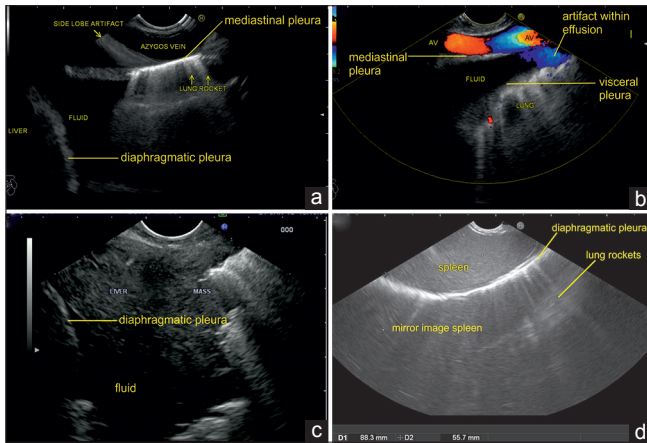 SIDE LOBE ARTIFACT
mediastinal pleura
AZYGOS VEIN
LUNG ROCKET
FLUID
LIVER
diaphragmatic pleura
a
AV
AV
artifact within
effusion
mediastinal
pleura
FLUID
visceral
pleura
LUNG
b
000
LIVER
MASS
diaphragmatic pleura
fluid
c
diaphragmatic pleura
spleen
lung rockets
mirror image spleen
D1 88.3 mm D2 55.7 mm
d